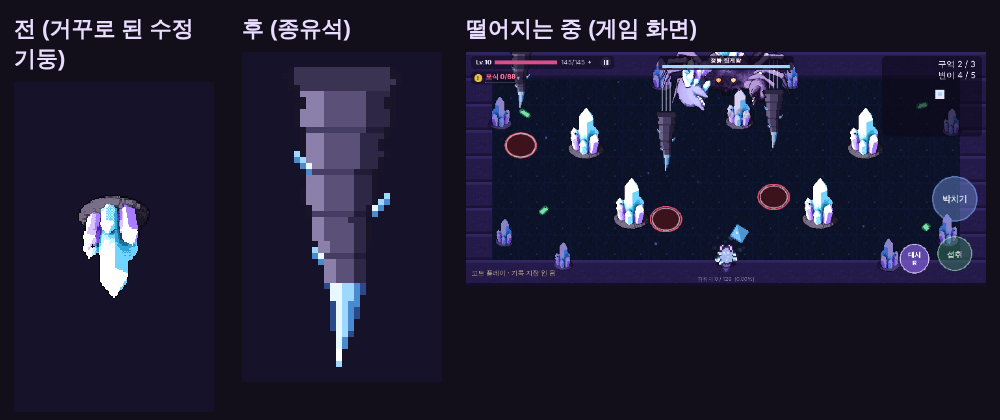 전 (거꾸로 된 수정
기둥)
후 (종유석)
떨어지는 중 (게임 화면)
Lv.10
145/145
포식 0/88
구역 2 / 3
변이 4 / 5
박치기
대시
섭취